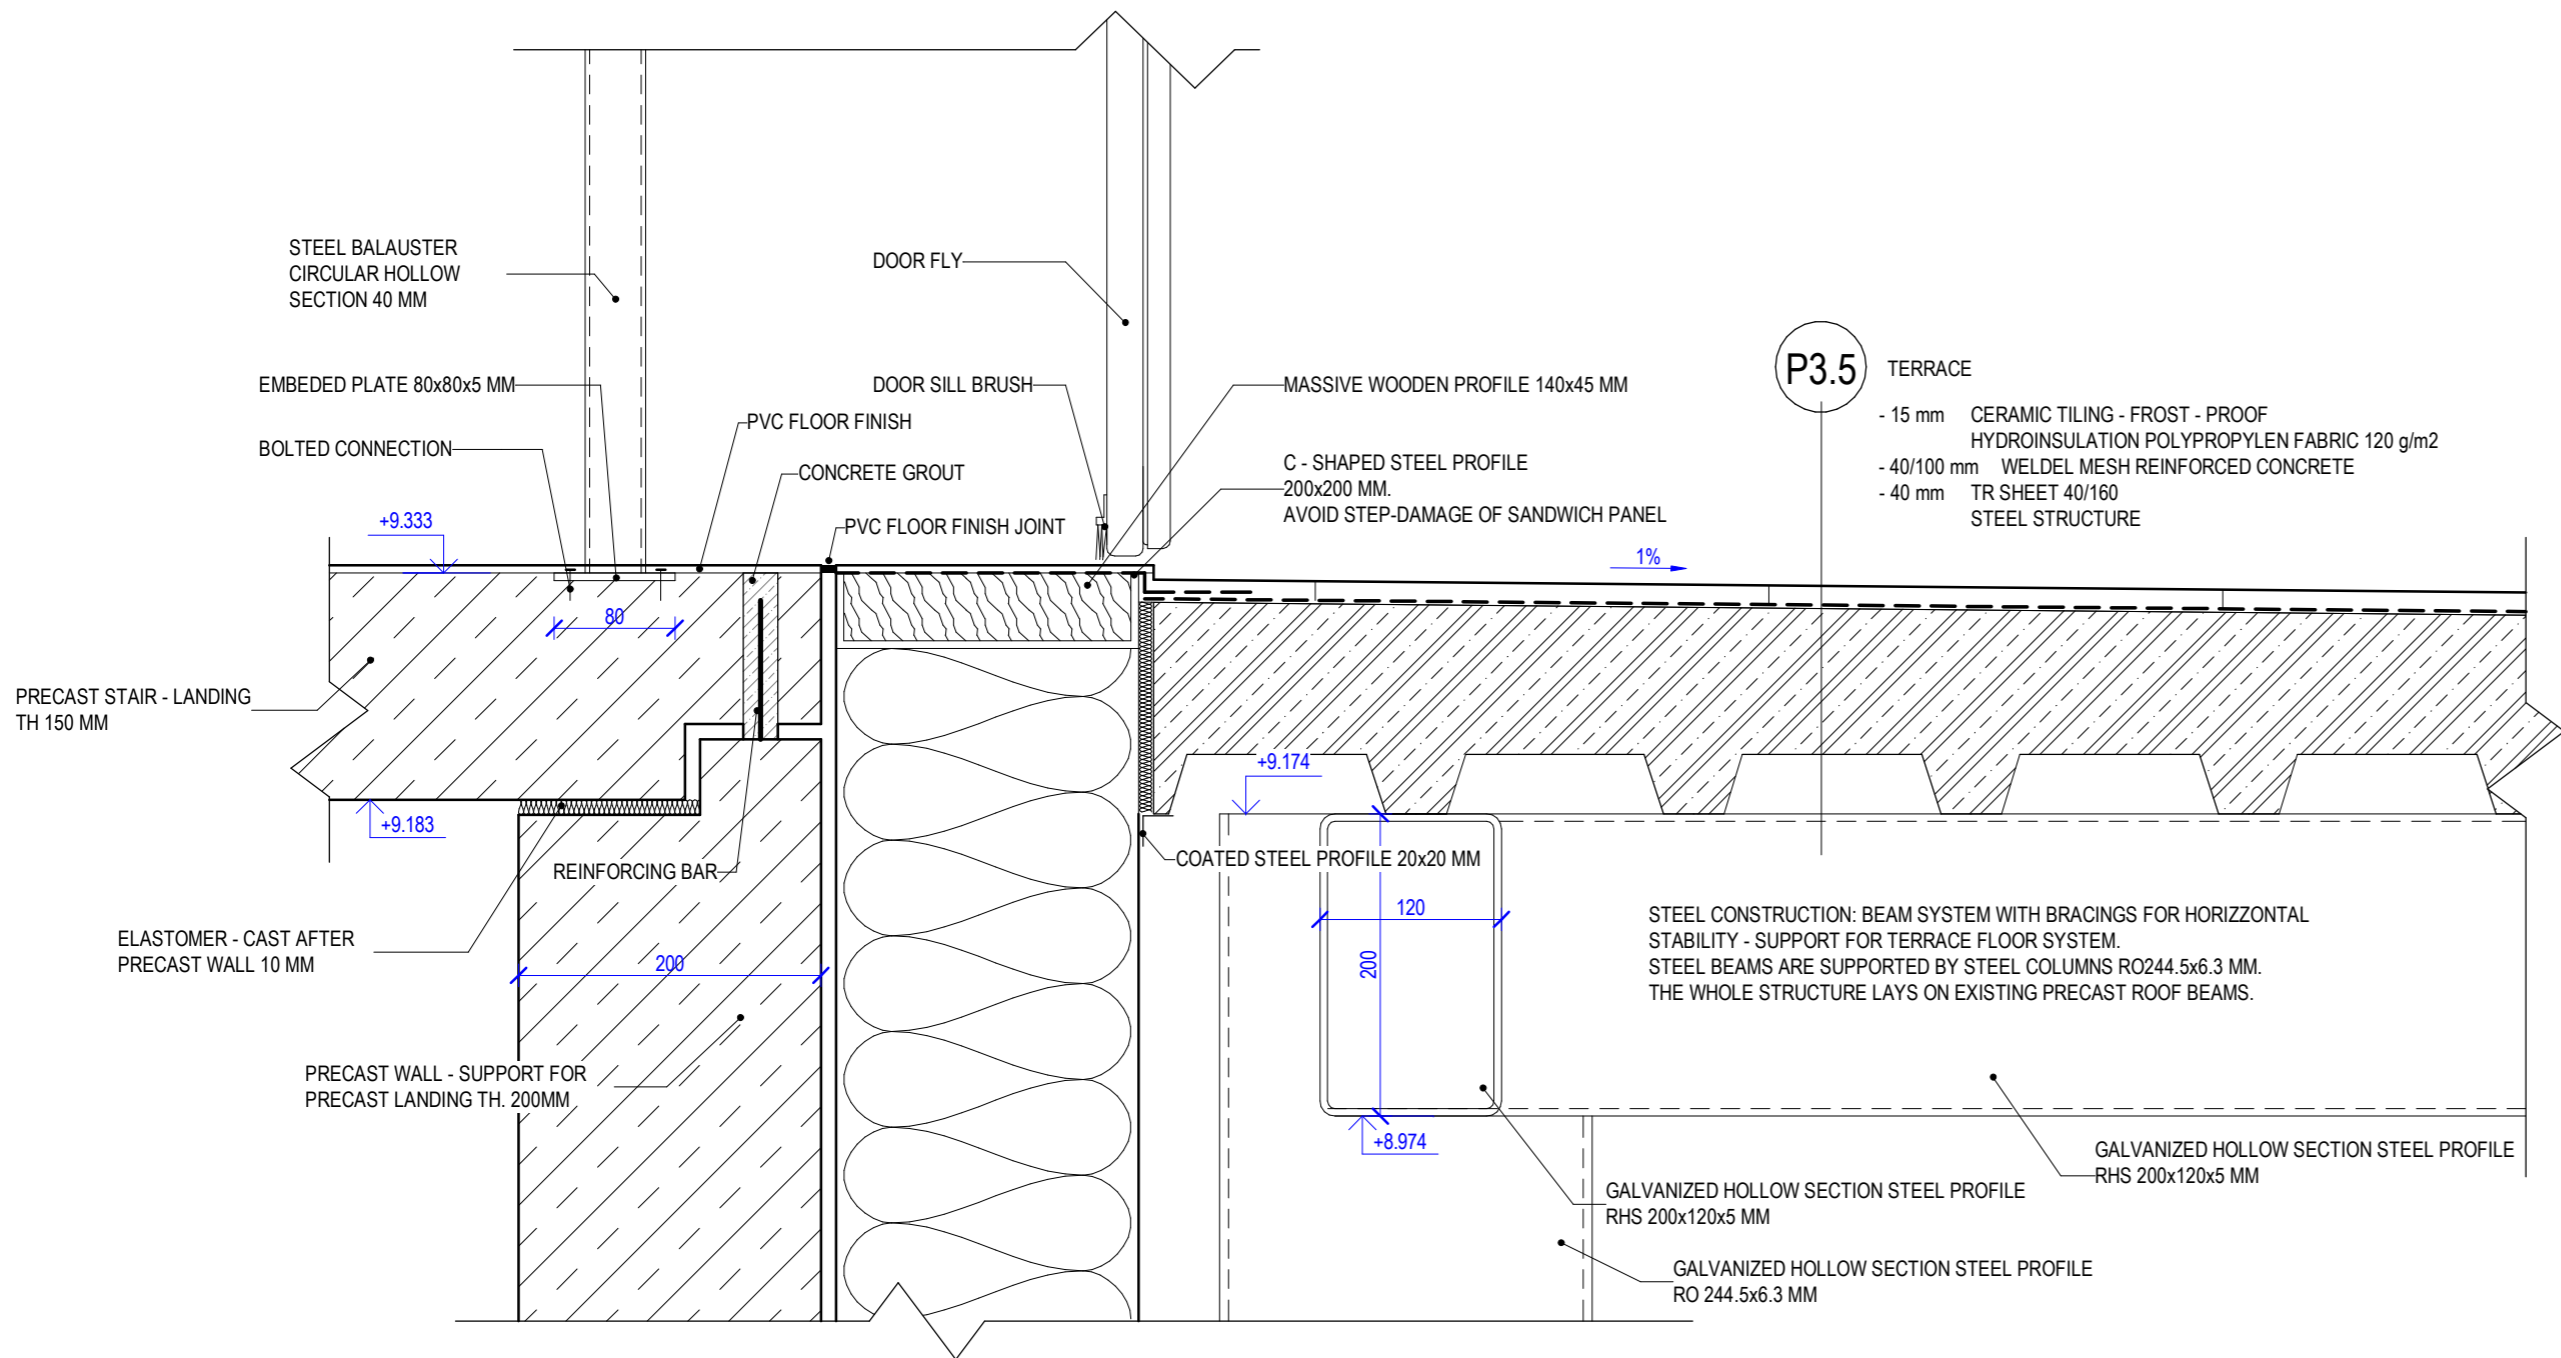 STEEL BALAUSTER
CIRCULAR HOLLOW
SECTION 40 MM
DOOR FLY
EMBEDED PLATE 80x80x5 MM
DOOR SILL BRUSH
MASSIVE WOODEN PROFILE 140x45 MM
PVC FLOOR FINISH
BOLTED CONNECTION
CONCRETE GROUT
C - SHAPED STEEL PROFILE
200x200 MM.
AVOID STEP-DAMAGE OF SANDWICH PANEL
PVC FLOOR FINISH JOINT
P3.5
TERRACE
- 15 mm CERAMIC TILING - FROST - PROOF
HYDROINSULATION POLYPROPYLEN FABRIC 120 g/m2
- 40/100 mm WELDEL MESH REINFORCED CONCRETE
- 40 mm TR SHEET 40/160
STEEL STRUCTURE
+9.333
1%
80
PRECAST STAIR - LANDING
TH 150 MM
+9.174
+9.183
REINFORCING BAR
COATED STEEL PROFILE 20x20 MM
120
200
ELASTOMER - CAST AFTER
PRECAST WALL 10 MM
200
STEEL CONSTRUCTION: BEAM SYSTEM WITH BRACINGS FOR HORIZZONTAL
STABILITY - SUPPORT FOR TERRACE FLOOR SYSTEM.
STEEL BEAMS ARE SUPPORTED BY STEEL COLUMNS RO244.5x6.3 MM.
THE WHOLE STRUCTURE LAYS ON EXISTING PRECAST ROOF BEAMS.
PRECAST WALL - SUPPORT FOR
PRECAST LANDING TH. 200MM
+8.974
GALVANIZED HOLLOW SECTION STEEL PROFILE
RHS 200x120x5 MM
GALVANIZED HOLLOW SECTION STEEL PROFILE
RHS 200x120x5 MM
GALVANIZED HOLLOW SECTION STEEL PROFILE
RO 244.5x6.3 MM